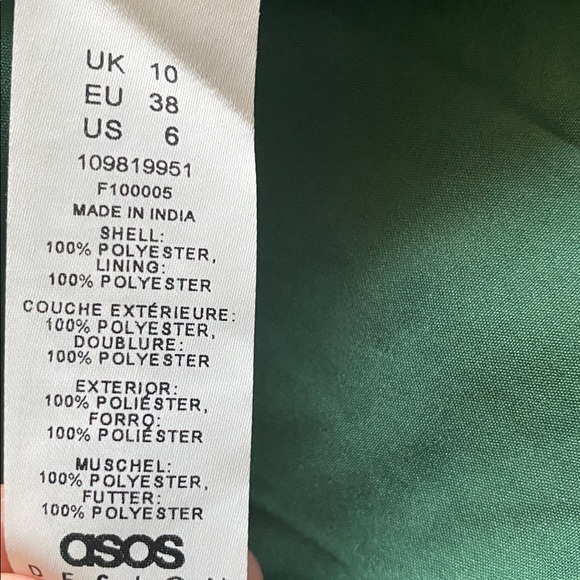 UK 10
EU 38
US 6
109819951
F100005
MADE IN INDIA
SHELL:
100% POLYESTER,
LINING:
100% POLYESTER
COUCHE EXTÉRIEURE:
100% POLYESTER,
DOUBLURE:
100% POLYESTER
EXTERIOR:
100% POLIÉSTER,
FORRO:
100% POLIÉSTER
MUSCHEL:
100% POLYESTER,
FUTTER:
100% POLYESTER
asos